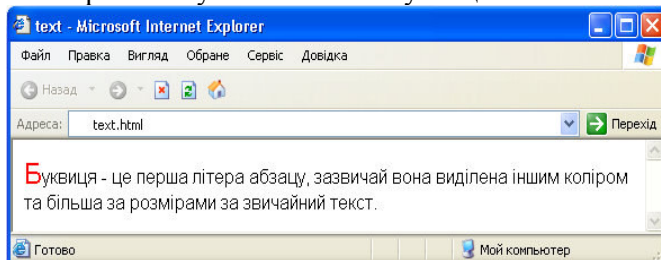 text - Microsoft Internet Explorer
Файл Правка Вигляд Обране Сервіс Довідка
Назад
Адреса: text.html Перехід
Буквиця - це перша літера абзацу, зазвичай вона виділена іншим коліром
та більша за розмірами за звичайний текст.
Готово Мой компьютер